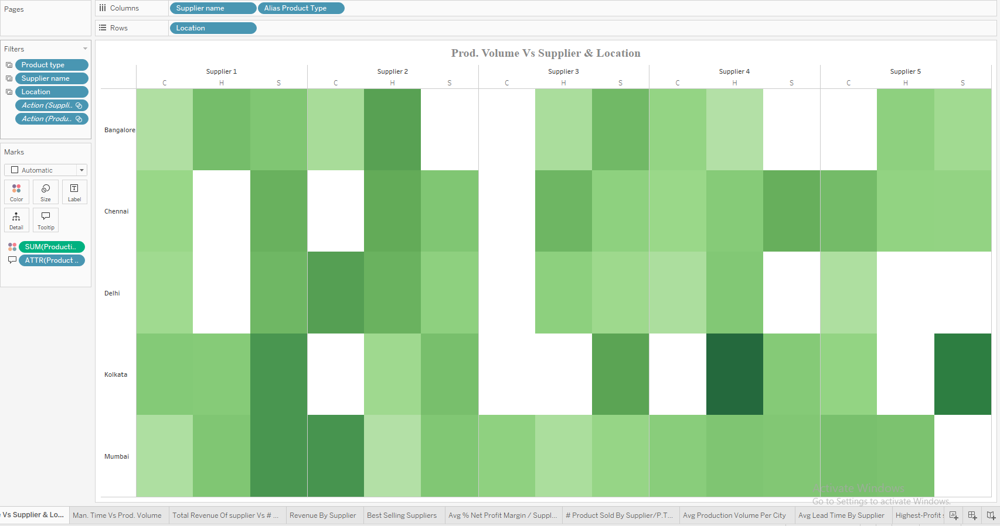 Pages
Columns
Supplier name
Alias Product Type
Rows
Location
Filters
Product type
Supplier name
Location
Action (Suppli..
Action (Produ..
Marks
Automatic
Color
Size
Label
Detail
Tooltip
SUM(Producti..
ATTR(Product ..
Prod. Volume Vs Supplier & Location
Supplier 1 Supplier 2 Supplier 3 Supplier 4 Supplier 5
C H S C H S C H S C H S C H S
Bangalore
Chennai
Delhi
Kolkata
Mumbai
Activate Windows
Go to Settings to activate Windows.
Vs Supplier & Lo... Man. Time Vs Prod. Volume Total Revenue Of supplier Vs # ... Revenue By Supplier Best Selling Suppliers Avg % Net Profit Margin / Suppl... # Product Sold By Supplier/P.T... Avg Production Volume Per City Avg Lead Time By Supplier Highest-Profit